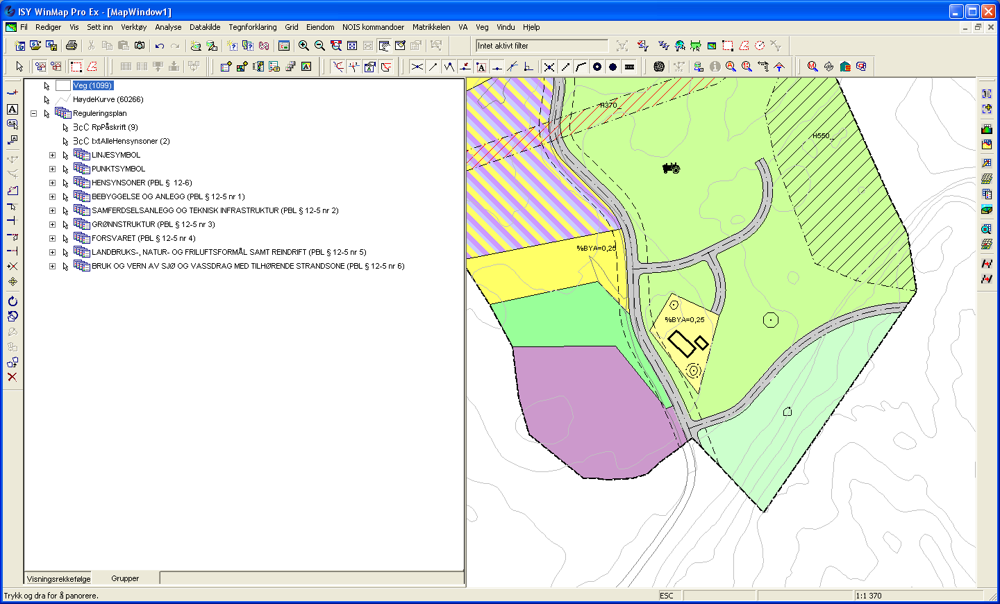 ISY WinMap Pro Ex - [MapWindow1]
Fil Rediger Vis Sett inn Verktøy Analyse Datakilde Tegnforklaring Grid Eiendom NOIS kommandoer Matrikkelen VA Veg Vindu Hjelp
Intet aktivt filter
Veg (1099)
HøydeKurve (60266)
Reguleringsplan
RpPåskrift (9)
txtAlleHensynsoner (2)
LINJESYMBOL
PUNKTSYMBOL
HENSYNSONER (PBL § 12-6)
BEBYGGELSE OG ANLEGG (PBL § 12-5 nr 1)
SAMFERDSELSANLEGG OG TEKNISK INFRASTRUKTUR (PBL § 12-5 nr 2)
GRØNNSTRUKTUR (PBL § 12-5 nr 3)
FORSVARET (PBL § 12-5 nr 4)
LANDBRUKS-, NATUR- OG FRILUFTSFORMÅL SAMT REINDRIFT (PBL § 12-5 nr 5)
BRUK OG VERN AV SJØ OG VASSDRAG MED TILHØRENDE STRANDSONE (PBL § 12-5 nr 6)
H370_
H550_
%BYA=0,25
%BYA=0,25
Visningsrekkefølge Grupper
Trykk og dra for å panorere.
ESC
1:1 370